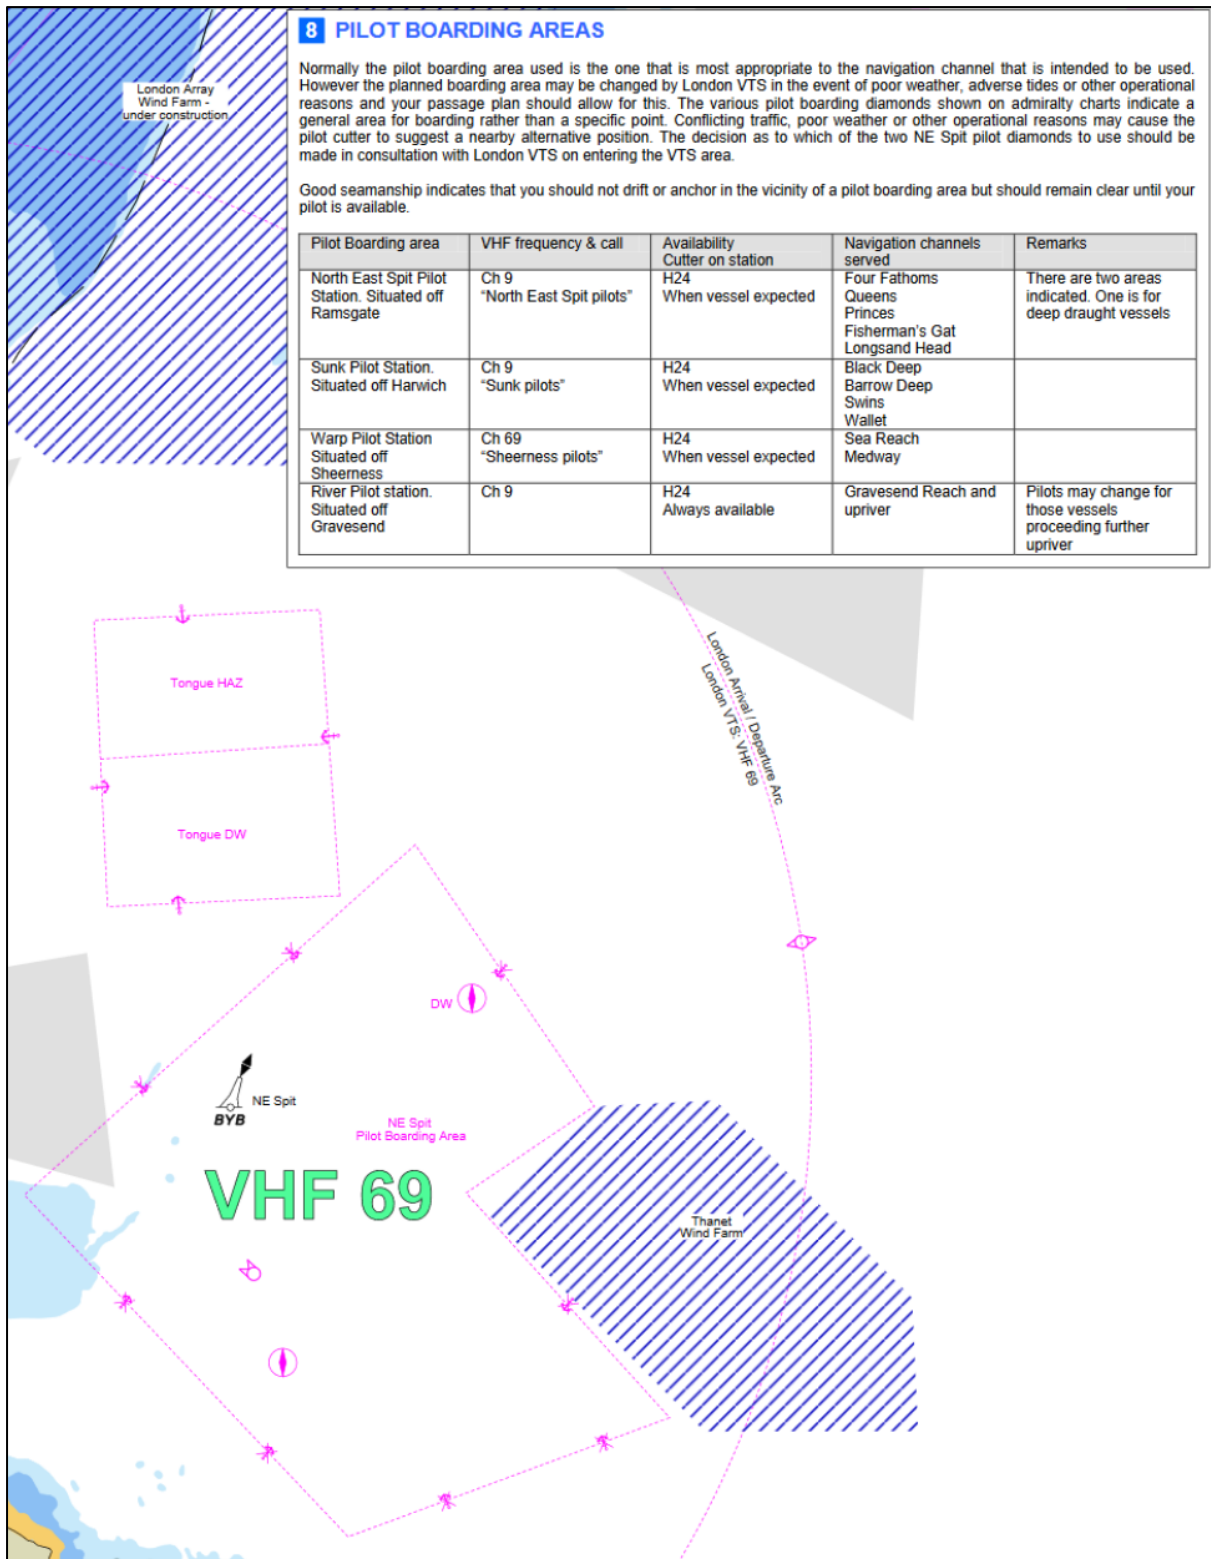 London Array
Wind Farm -
under construction
8 PILOT BOARDING AREAS
Normally the pilot boarding area used is the one that is most appropriate to the navigation channel that is intended to be used.
However the planned boarding area may be changed by London VTS in the event of poor weather, adverse tides or other operational
reasons and your passage plan should allow for this. The various pilot boarding diamonds shown on admiralty charts indicate a
general area for boarding rather than a specific point. Conflicting traffic, poor weather or other operational reasons may cause the
pilot cutter to suggest a nearby alternative position. The decision as to which of the two NE Spit pilot diamonds to use should be
made in consultation with London VTS on entering the VTS area.
Good seamanship indicates that you should not drift or anchor in the vicinity of a pilot boarding area but should remain clear until your
pilot is available.
Pilot Boarding area
VHF frequency & call
Availability
Cutter on station
Navigation channels
served
Remarks
North East Spit Pilot
Station. Situated off
Ramsgate
Ch 9
“North East Spit pilots”
H24
When vessel expected
Four Fathoms
Queens
Princes
Fisherman's Gat
Longsand Head
There are two areas
indicated. One is for
deep draught vessels
Sunk Pilot Station.
Situated off Harwich
Ch 9
“Sunk pilots”
H24
When vessel expected
Black Deep
Barrow Deep
Swins
Wallet
Warp Pilot Station
Situated off
Sheerness
Ch 69
“Sheerness pilots”
H24
When vessel expected
Sea Reach
Medway
River Pilot station.
Situated off
Gravesend
Ch 9
H24
Always available
Gravesend Reach and
upriver
Pilots may change for
those vessels
proceeding further
upriver
London Arrival / Departure Arc
London VTS: VHF 69
Tongue HAZ
Tongue DW
DW
NE Spit
BYB
NE Spit
Pilot Boarding Area
VHF 69
Thanet
Wind Farm